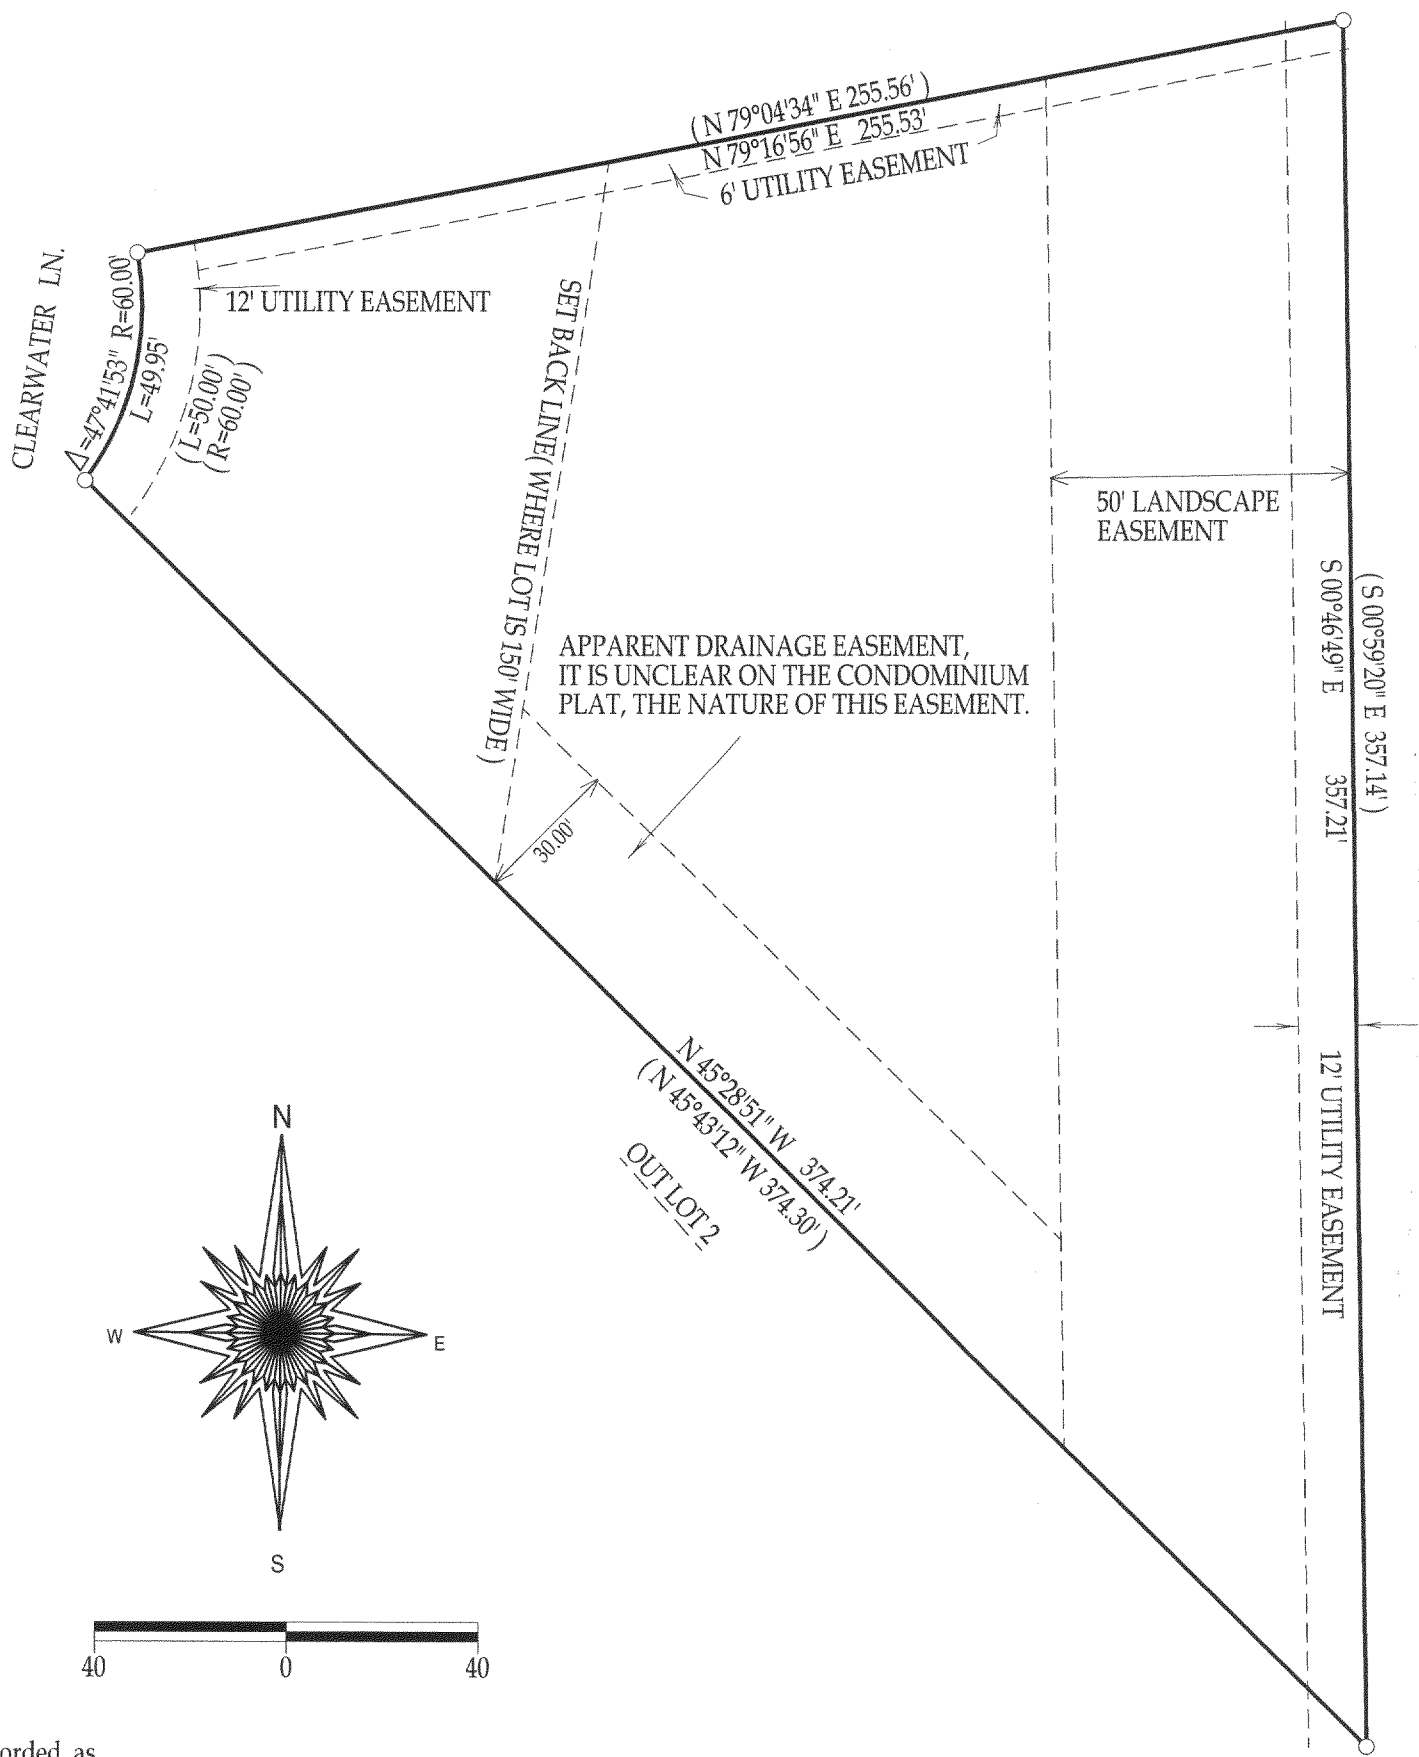 ( N 79°04'34" E 255.56' )
N 79°16'56" E 255.53'
6' UTILITY EASEMENT
CLEARWATER LN.
Δ=47°41'53" R=60.00'
L=49.95'
12' UTILITY EASEMENT
(L=50.00')
(R=60.00')
SET BACK LINE(WHERE LOT IS 150' WIDE)
50' LANDSCAPE
EASEMENT
(S 00°59'20" E 357.14')
S 00°46'49" E 357.21'
APPARENT DRAINAGE EASEMENT,
IT IS UNCLEAR ON THE CONDOMINIUM
PLAT, THE NATURE OF THIS EASEMENT.
30.00'
N 45°28'51" W 374.21'
( N 45°43'12" W 374.30' )
OUTLOT 2
12' UTILITY EASEMENT
N
W
E
S
40 0 40
orded as